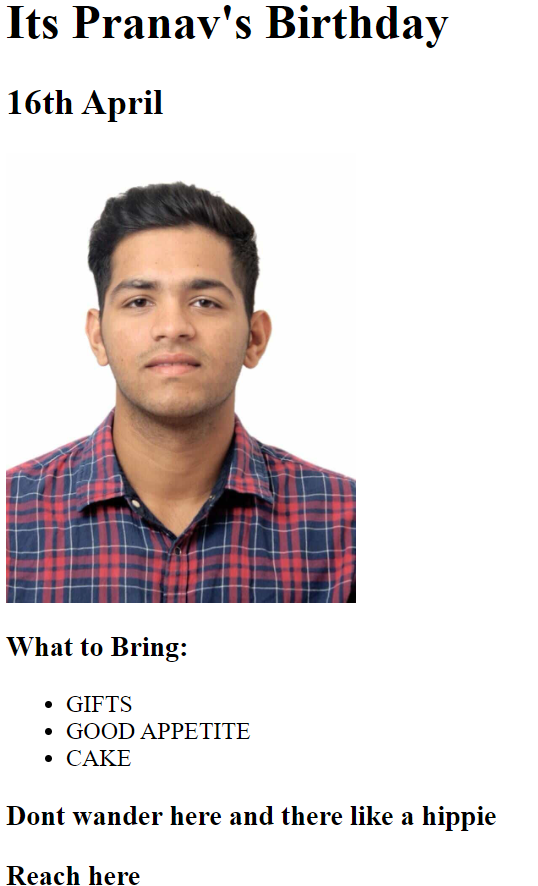 Its Pranav's Birthday
16th April
What to Bring:
• GIFTS
• GOOD APPETITE
• CAKE
Dont wander here and there like a hippie
Reach here